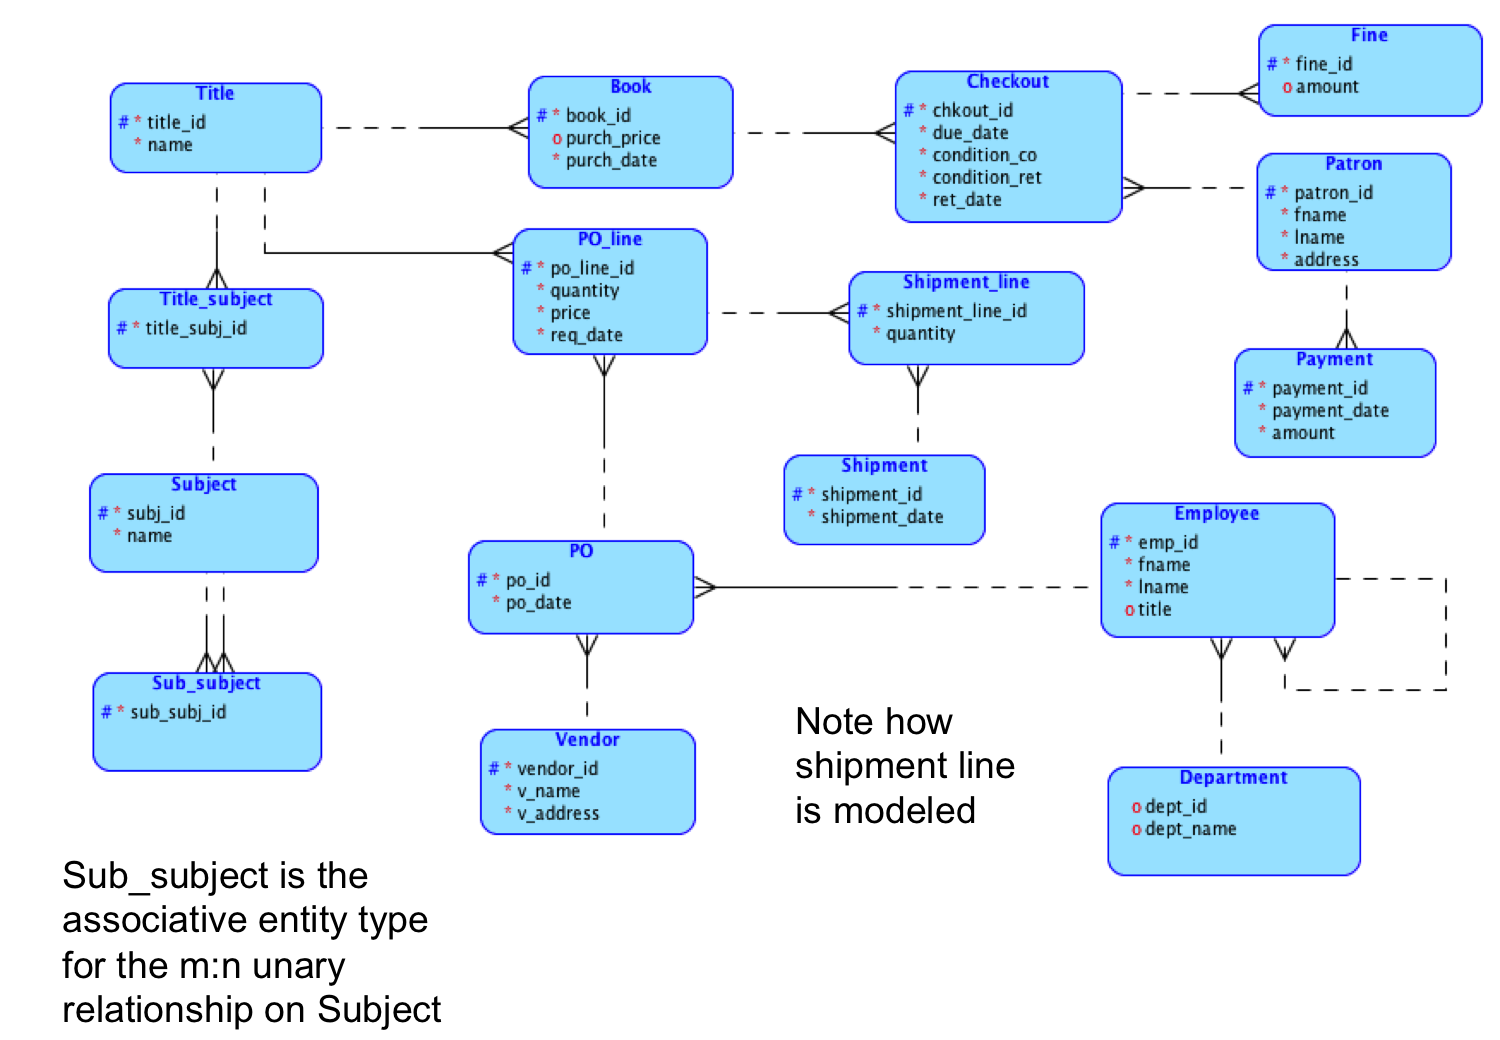 Title
# * title_id
* name
Book
# * book_id
o purch_price
* purch_date
Checkout
# * chkout_id
* due_date
* condition_co
* condition_ret
* ret_date
Fine
# * fine_id
o amount
Patron
# * patron_id
* fname
* lname
* address
PO_line
# * po_line_id
* quantity
* price
* req_date
Title_subject
# * title_subj_id
Shipment_line
# * shipment_line_id
* quantity
Payment
# * payment_id
* payment_date
* amount
Subject
# * subj_id
* name
Shipment
# * shipment_id
* shipment_date
Employee
# * emp_id
* fname
* lname
o title
PO
# * po_id
* po_date
Sub_subject
# * sub_subj_id
Vendor
# * vendor_id
* v_name
* v_address
Note how
shipment line
is modeled
Department
o dept_id
o dept_name
Sub_subject is the
associative entity type
for the m:n unary
relationship on Subject